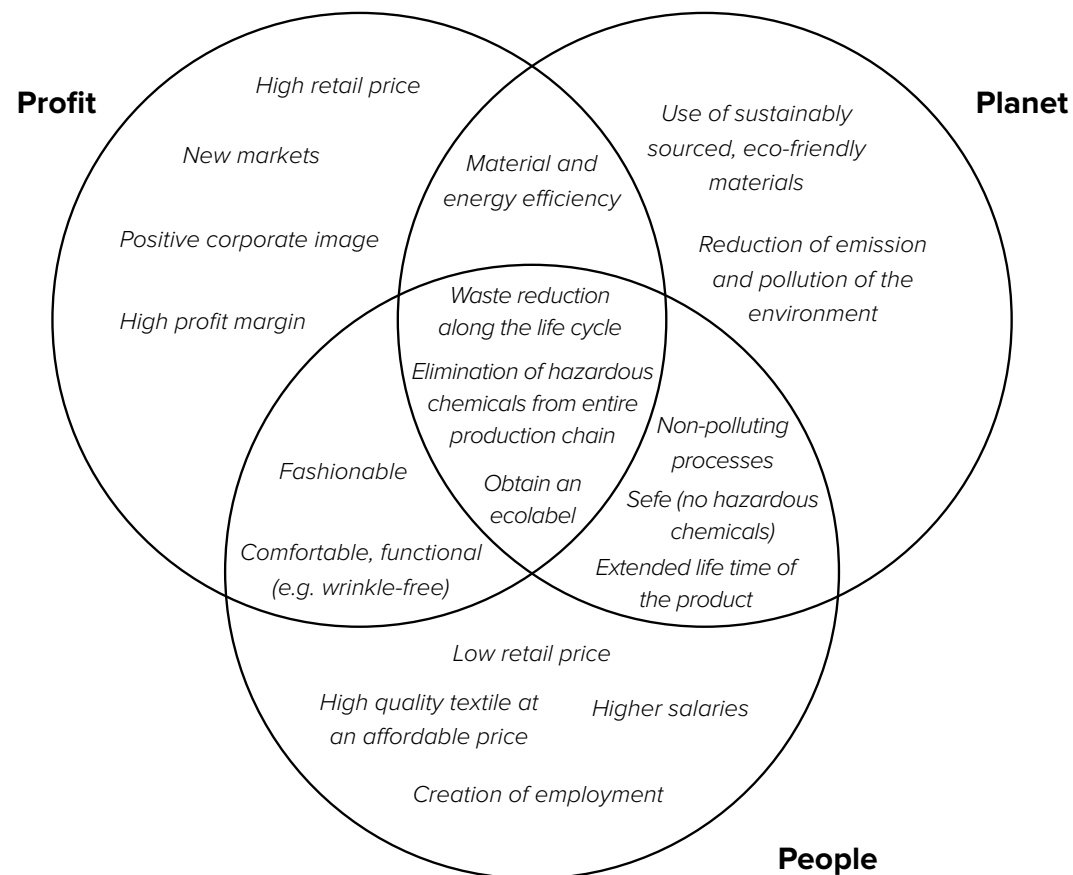 Profit
High retail price
New markets
Positive corporate image
High profit margin
Material and
energy efficiency
Planet
Use of sustainably
sourced, eco-friendly
materials
Reduction of emission
and pollution of the
environment
Waste reduction
along the life cycle
Elimination of hazardous
chemicals from entire
production chain
Obtain an
ecolabel
Fashionable
Comfortable, functional
(e.g. wrinkle-free)
Non-polluting
processes
Sefe (no hazardous
chemicals)
Extended life time of
the product
Low retail price
High quality textile at
an affordable price
Higher salaries
Creation of employment
People